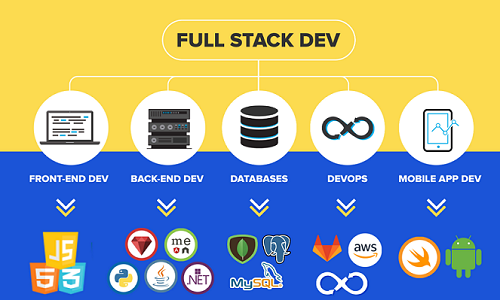 FULL STACK DEV
FRONT-END DEV
BACK-END DEV
DATABASES
DEVOPS
MOBILE APP DEV
JS
5
3
me
.NET
MySQL
aws